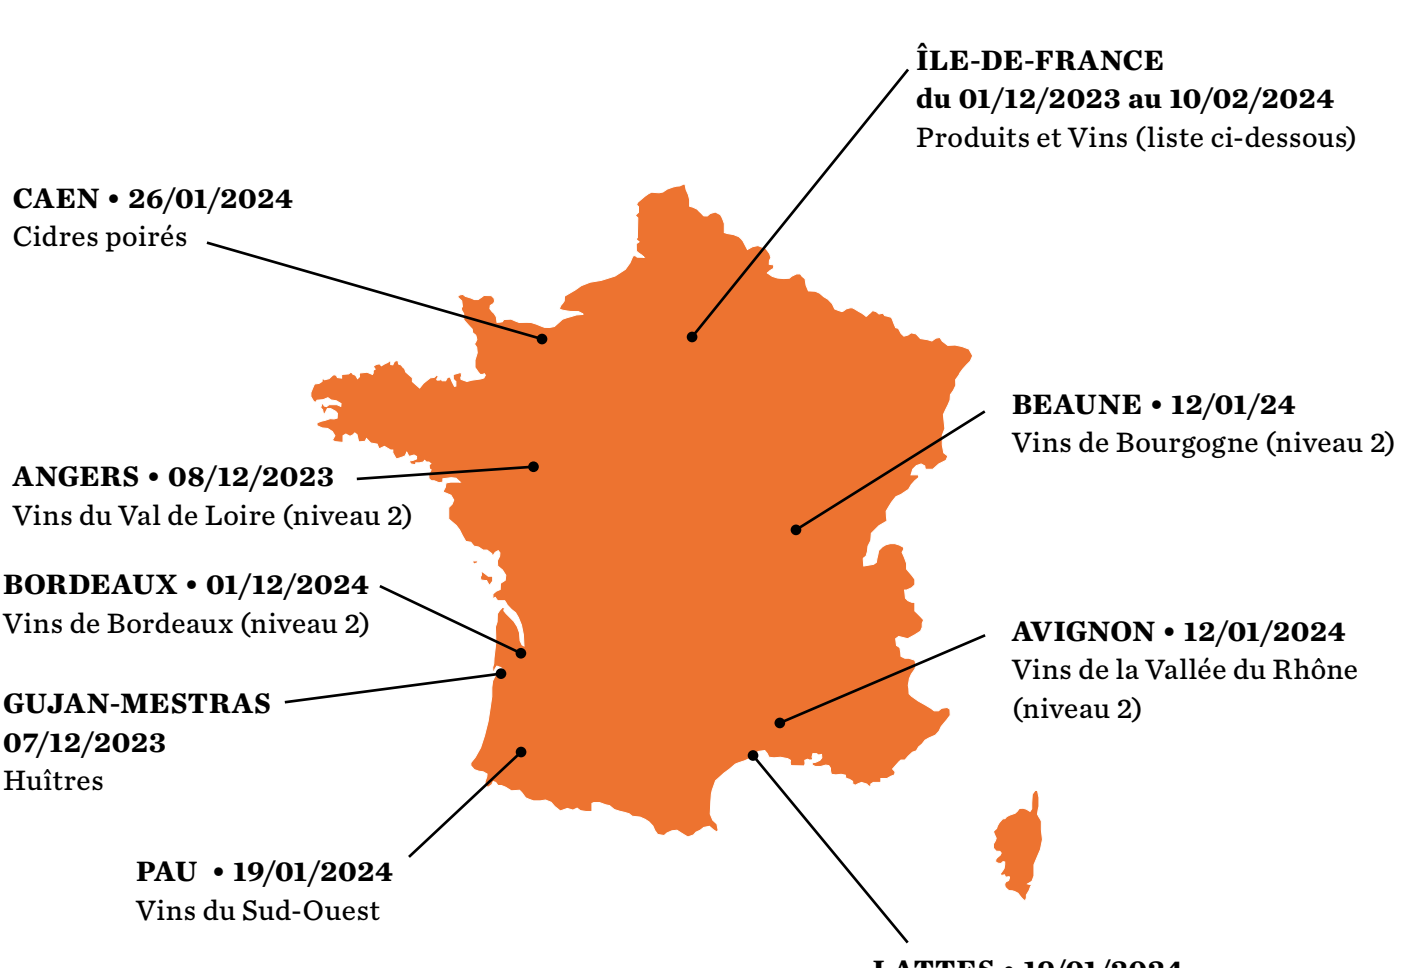 ÎLE-DE-FRANCE
du 01/12/2023 au 10/02/2024
Produits et Vins (liste ci-dessous)
CAEN • 26/01/2024
Cidres poirés
BEAUNE • 12/01/24
Vins de Bourgogne (niveau 2)
ANGERS • 08/12/2023
Vins du Val de Loire (niveau 2)
BORDEAUX • 01/12/2024
Vins de Bordeaux (niveau 2)
AVIGNON • 12/01/2024
Vins de la Vallée du Rhône
(niveau 2)
GUJAN-MESTRAS
07/12/2023
Huîtres
PAU • 19/01/2024
Vins du Sud-Ouest
LATTES • 19/01/2024